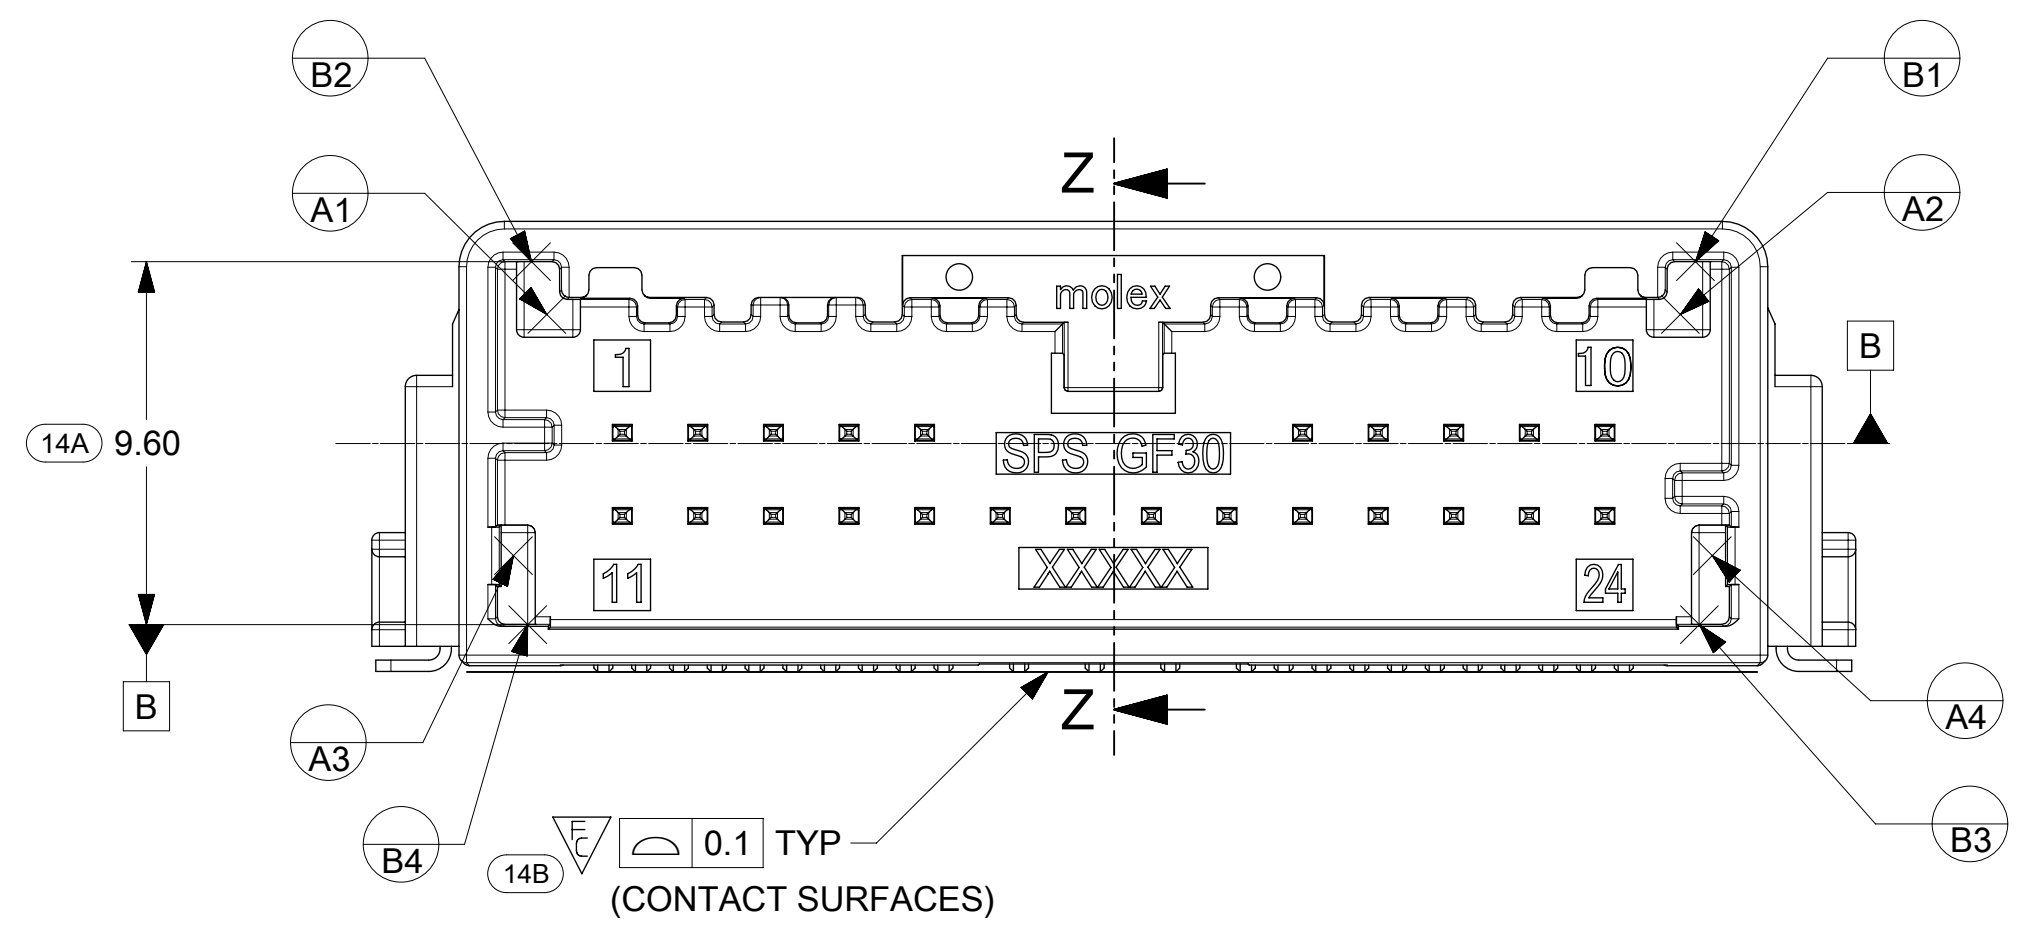 B2
B1
A1
Z
A2
molex
1
10
B
14A 9.60
SPS GF30
11
XXXXX
24
B
Z
A3
A4
B4
FC 0.1 TYP
B3
14B
(CONTACT SURFACES)